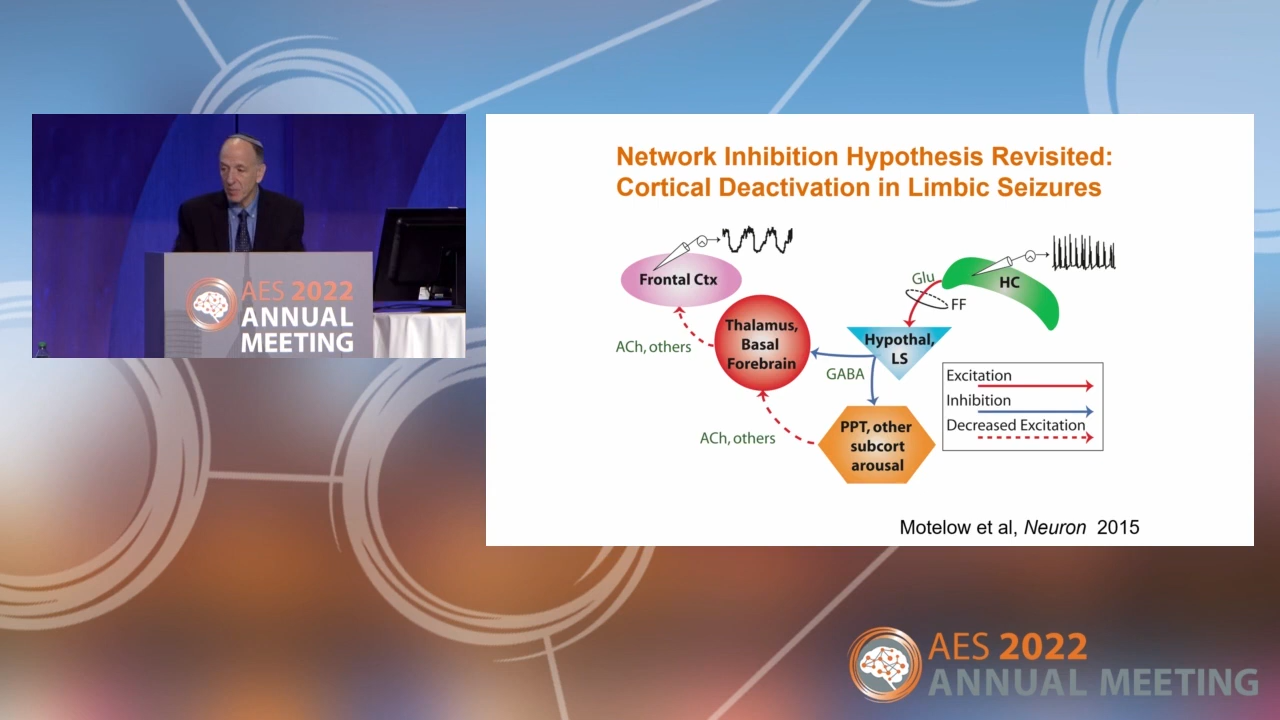 AES 2022
ANNUAL
MEETING
Network Inhibition Hypothesis Revisited:
Cortical Deactivation in Limbic Seizures
Frontal Ctx
Glu
HC
FF
ACh, others
Thalamus,
Basal
Forebrain
Hypothal,
LS
GABA
ACh, others
PPT, other
subcort
arousal
Excitation
Inhibition
Decreased Excitation
Motelow et al, Neuron 2015
AES 2022
ANNUAL MEETING